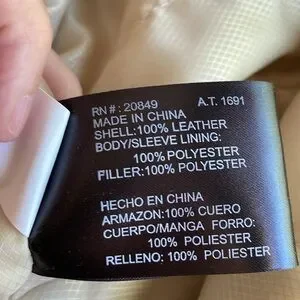 RN#: 20849 A.T. 1691
MADE IN CHINA
SHELL:100% LEATHER
BODY/SLEEVE LINING:
100% POLYESTER
FILLER:100% POLYESTER
HECHO EN CHINA
ARMAZON:100% CUERO
CUERPO/MANGA FORRO:
100% POLIESTER
RELLENO: 100% POLIESTER